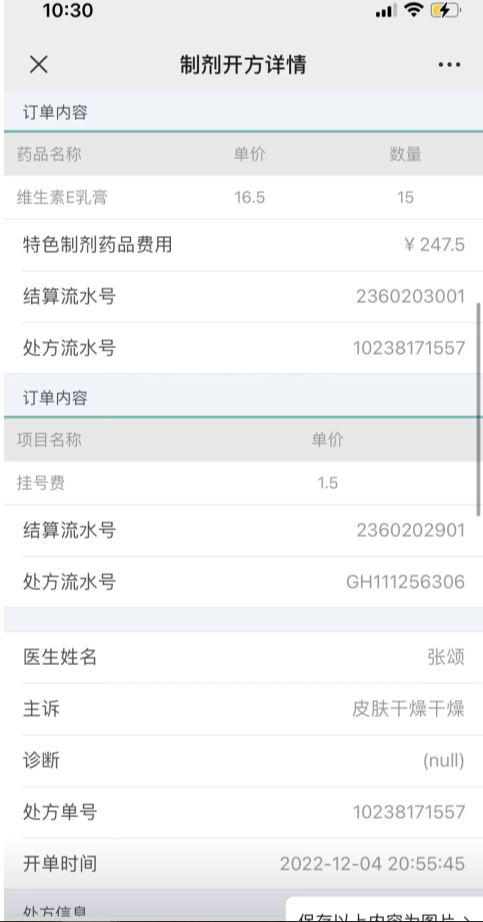 10:30
制剂开方详情
订单内容
药品名称 单价 数量
维生素E乳膏 16.5 15
特色制剂药品费用 ¥247.5
结算流水号 2360203001
处方流水号 10238171557
订单内容
项目名称 单价
挂号费 1.5
结算流水号 2360202901
处方流水号 GH111256306
医生姓名 张颂
主诉 皮肤干燥干燥
诊断 (null)
处方单号 10238171557
开单时间 2022-12-04 20:55:45
处方信息
保存以上内容为图片 >